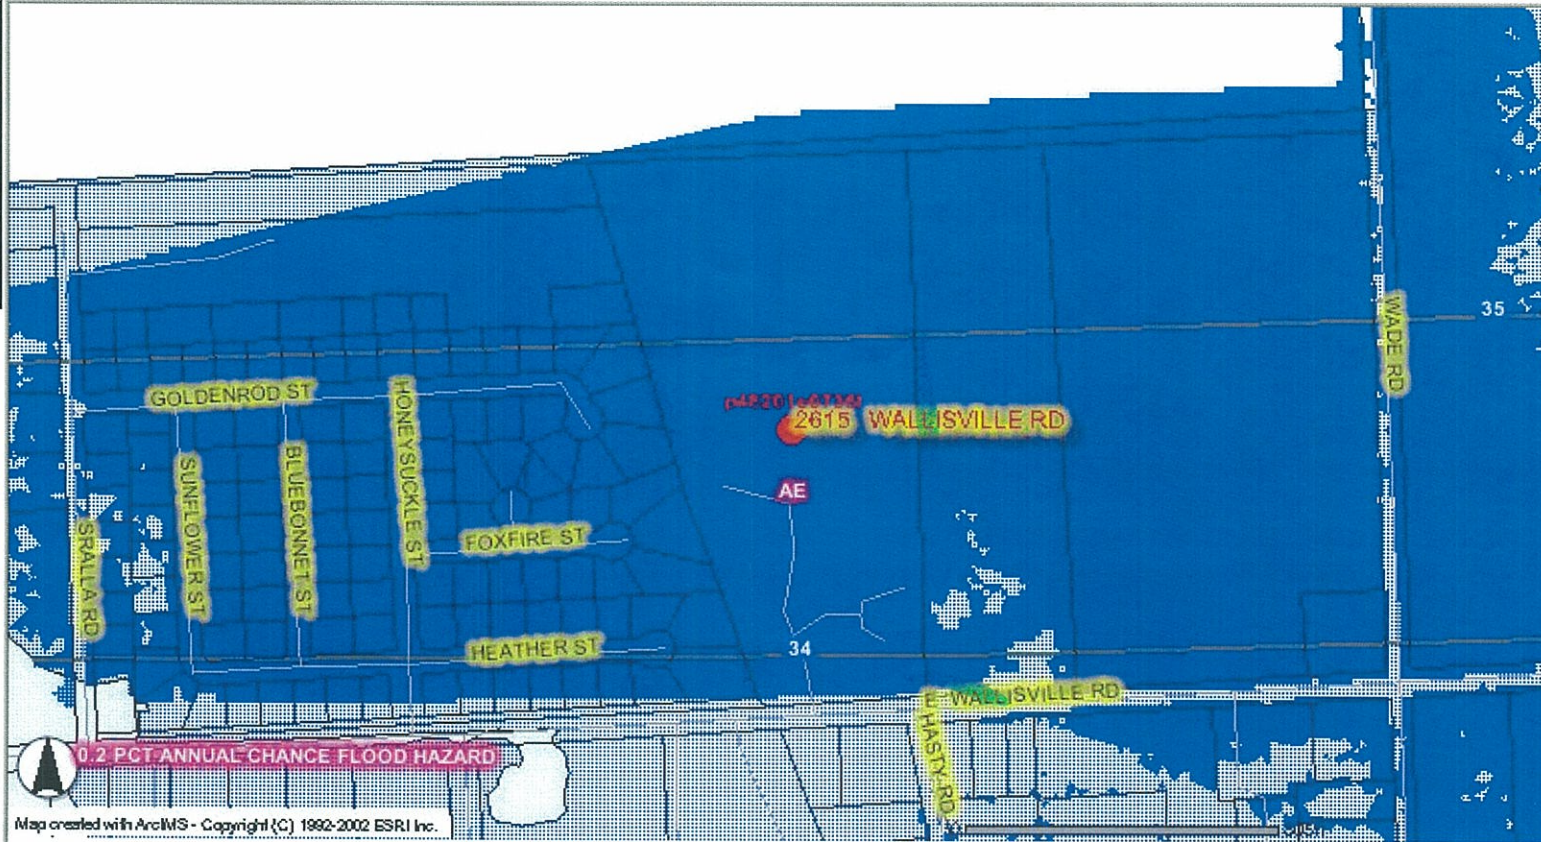 35
WADE RD
GOLDENROD ST
HONEYSUCKLE ST
2615 WALLISVILLE RD
SUNFLOWER ST
BLUEBONNET ST
AE
SRALLA RD
FOXFIRE ST
HEATHER ST
34
E WALLISVILLE RD
E HASTY RD
0.2 PCT ANNUAL CHANCE FLOOD HAZARD
Map created with ArcIMS - Copyright (C) 1992-2002 ESRI Inc.